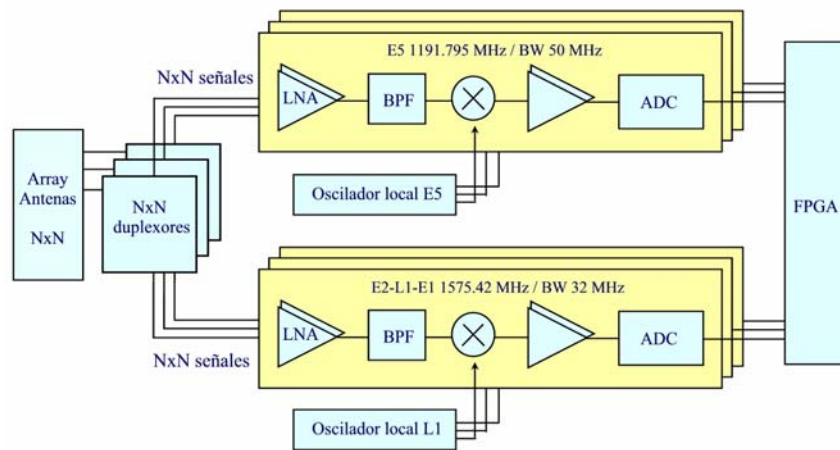 E5 1191.795 MHz / BW 50 MHz
NxN señales
LNA
BPF
ADC
Array
Antenas
NxN
NxN
duplexores
Oscilador local E5
FPGA
E2-L1-E1 1575.42 MHz / BW 32 MHz
LNA
BPF
ADC
NxN señales
Oscilador local L1